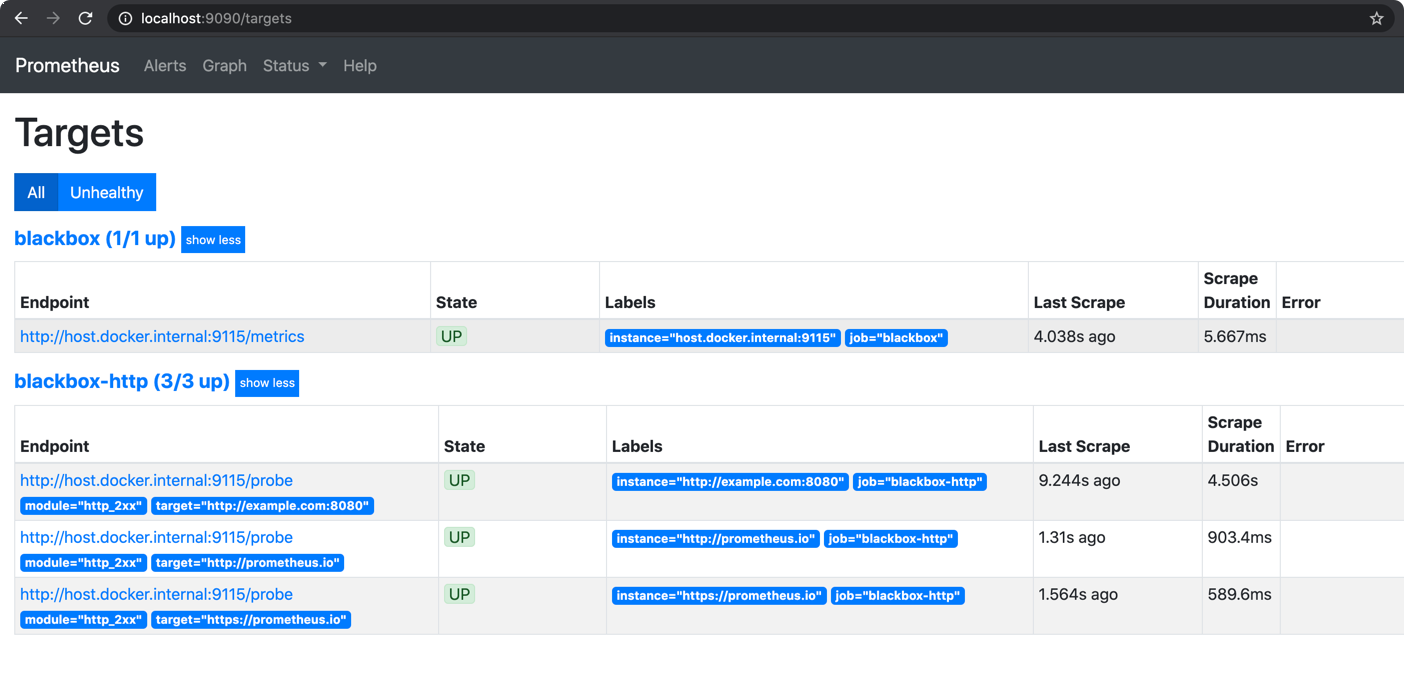 localhost:9090/targets
Prometheus Alerts Graph Status Help
Targets
All Unhealthy
blackbox (1/1 up) show less
Endpoint State Labels Last Scrape Scrape Duration Error
http://host.docker.internal:9115/metrics UP instance="host.docker.internal:9115" job="blackbox" 4.038s ago 5.667ms
blackbox-http (3/3 up) show less
Endpoint State Labels Last Scrape Scrape Duration Error
http://host.docker.internal:9115/probe UP instance="http://example.com:8080" job="blackbox-http" 9.244s ago 4.506s
module="http_2xx" target="http://example.com:8080"
http://host.docker.internal:9115/probe UP instance="http://prometheus.io" job="blackbox-http" 1.31s ago 903.4ms
module="http_2xx" target="http://prometheus.io"
http://host.docker.internal:9115/probe UP instance="https://prometheus.io" job="blackbox-http" 1.564s ago 589.6ms
module="http_2xx" target="https://prometheus.io"